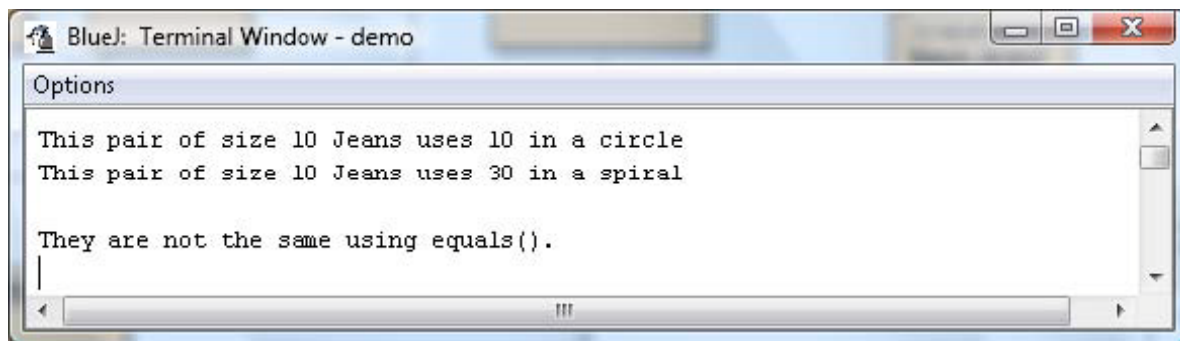 BlueJ: Terminal Window - demo
Options
This pair of size 10 Jeans uses 10 in a circle
This pair of size 10 Jeans uses 30 in a spiral
They are not the same using equals().